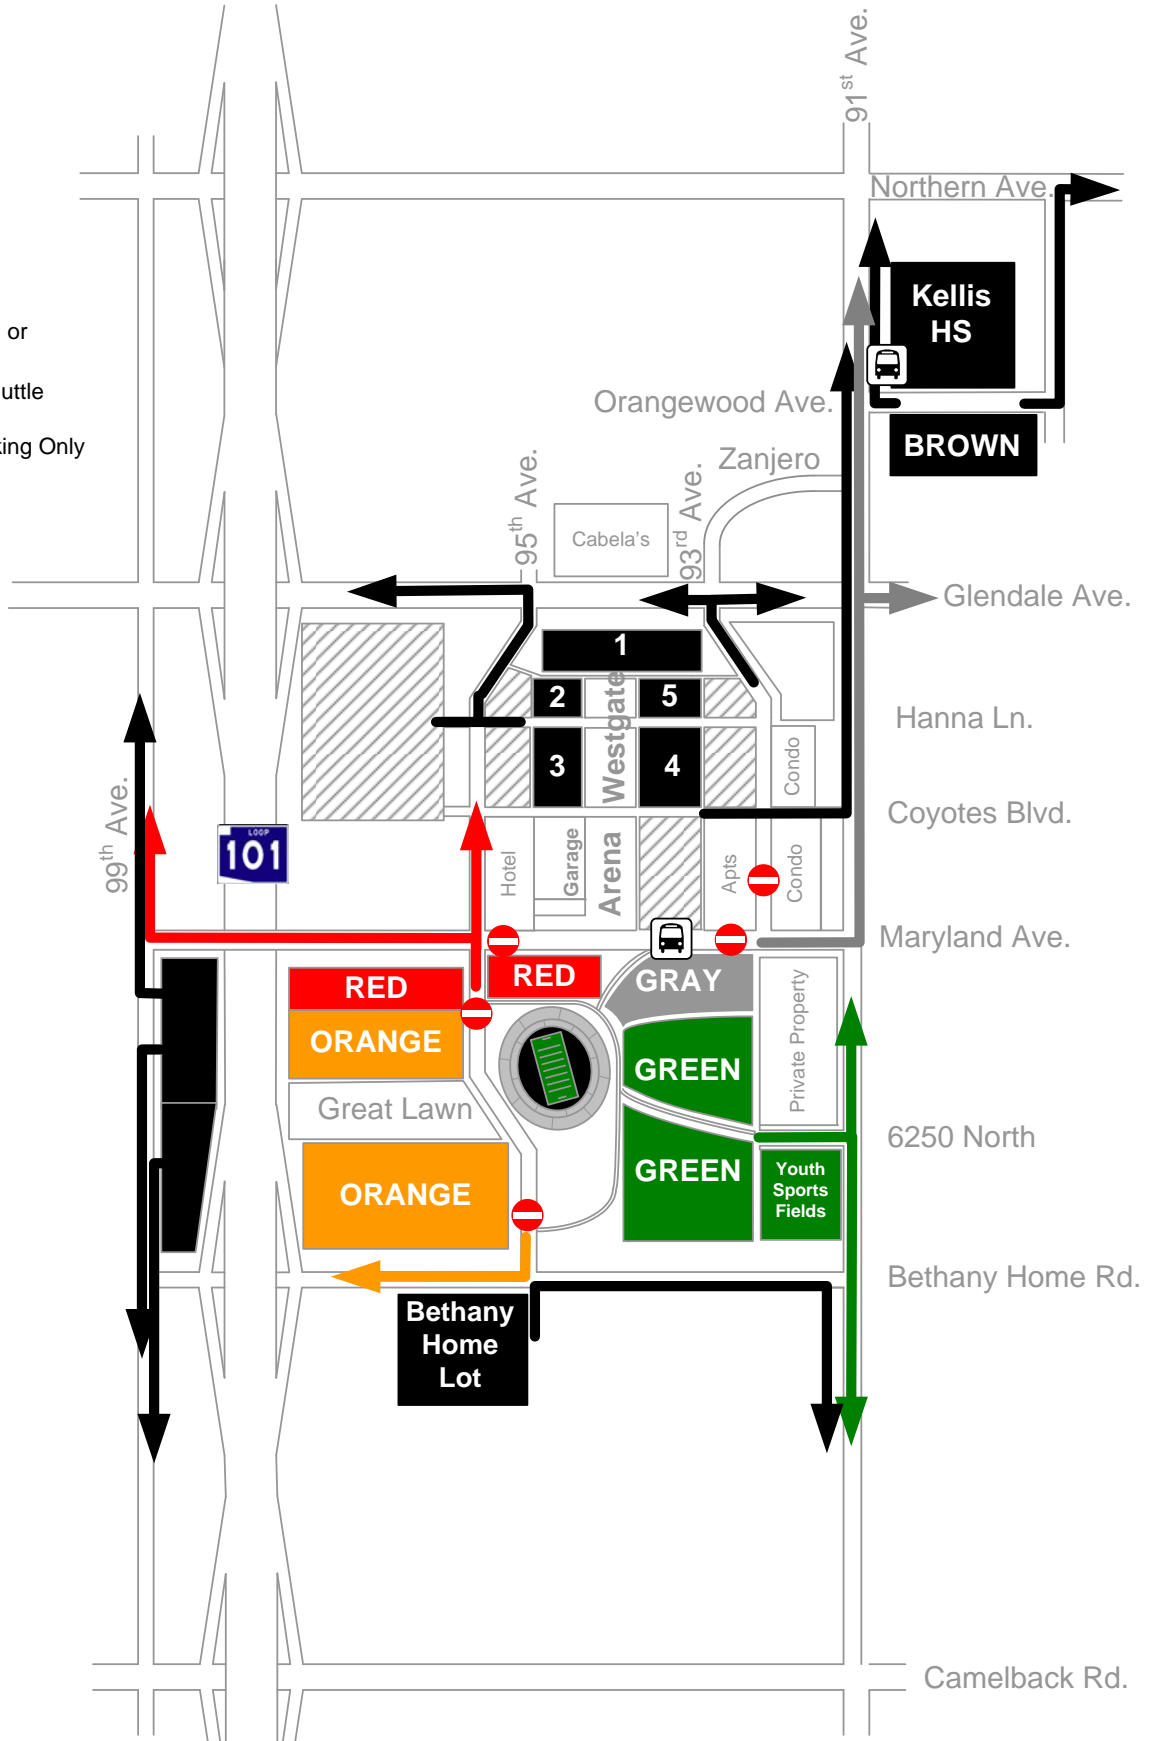 91st Ave.
Northern Ave.
Kellis
HS
or
uttle
king Only
Orangewood Ave.
BROWN
Zanjero
95th Ave.
93rd Ave.
Cabela's
Glendale Ave.
1
2
5
Westgate
Hanna Ln.
3
4
Condo
99th Ave.
LOOP
101
Coyotes Blvd.
Hotel
Garage
Arena
Apts
Condo
Maryland Ave.
RED
RED
GRAY
ORANGE
GREEN
Private Property
Great Lawn
6250 North
ORANGE
GREEN
Youth
Sports
Fields
Bethany Home Rd.
Bethany
Home
Lot
Camelback Rd.